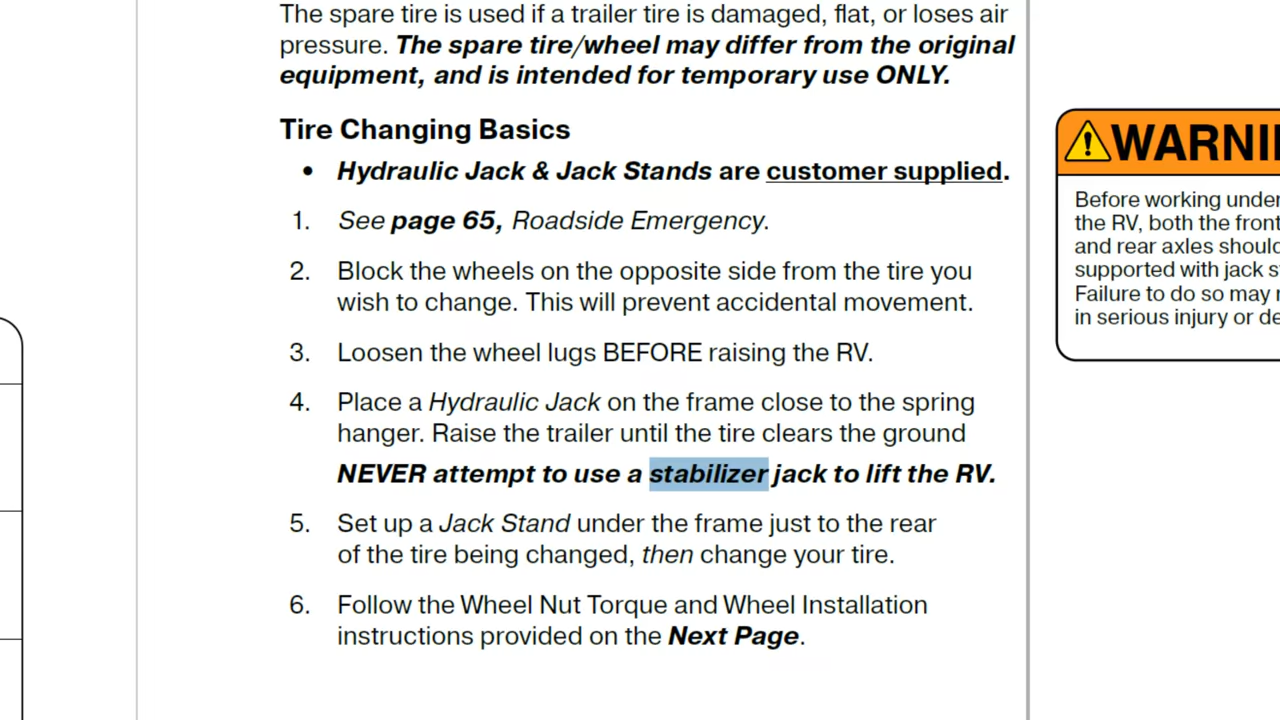 The spare tire is used if a trailer tire is damaged, flat, or loses air
pressure. The spare tire/wheel may differ from the original
equipment, and is intended for temporary use ONLY.
Tire Changing Basics
• Hydraulic Jack & Jack Stands are customer supplied.
1. See page 65, Roadside Emergency.
2. Block the wheels on the opposite side from the tire you
wish to change. This will prevent accidental movement.
3. Loosen the wheel lugs BEFORE raising the RV.
4. Place a Hydraulic Jack on the frame close to the spring
hanger. Raise the trailer until the tire clears the ground
NEVER attempt to use a stabilizer jack to lift the RV.
5. Set up a Jack Stand under the frame just to the rear
of the tire being changed, then change your tire.
6. Follow the Wheel Nut Torque and Wheel Installation
instructions provided on the Next Page.
Before working under
the RV, both the front
and rear axles
supported with jack
Failure to do so may
in serious injury or